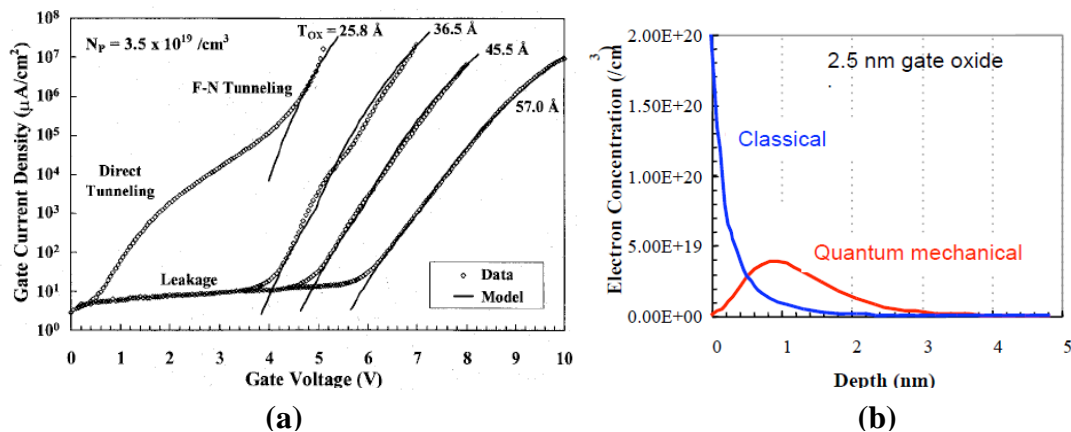 N_P = 3.5 x 10^19 /cm^3
T_OX = 25.8 Å
36.5 Å
45.5 Å
57.0 Å
F-N Tunneling
Direct
Tunneling
Leakage
Data
Model
10^8
10^7
10^6
10^5
10^4
10^3
10^2
10^1
10^0
Gate Current Density (μA/cm^2)
0 1 2 3 4 5 6 7 8 9 10
Gate Voltage (V)
(a)
2.00E+20
1.50E+20
1.00E+20
5.00E+19
0.00E+00
Electron Concentration (/cm^3)
2.5 nm gate oxide
Classical
Quantum mechanical
0 1 2 3 4 5
Depth (nm)
(b)